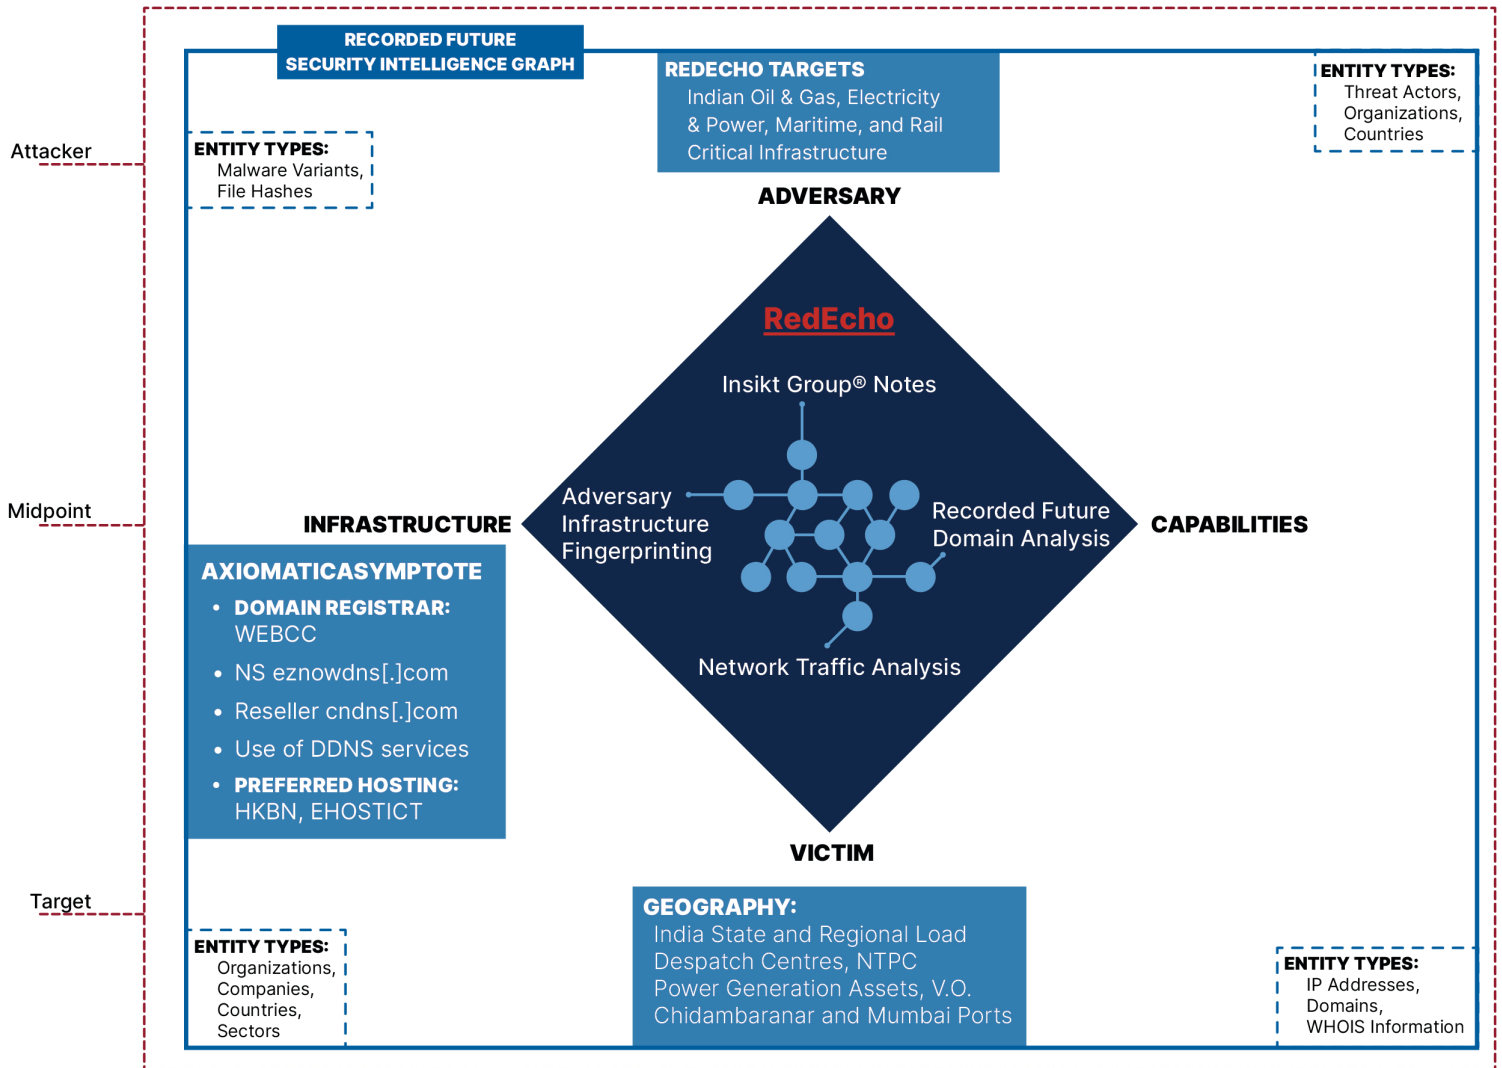 RECORDED FUTURE
SECURITY INTELLIGENCE GRAPH
REDECHO TARGETS
Indian Oil & Gas, Electricity
& Power, Maritime, and Rail
Critical Infrastructure
ENTITY TYPES:
Threat Actors,
Organizations,
Countries
Attacker
ENTITY TYPES:
Malware Variants,
File Hashes
ADVERSARY
RedEcho
Insikt Group® Notes
Adversary
Infrastructure
Fingerprinting
Recorded Future
Domain Analysis
Network Traffic Analysis
Midpoint
INFRASTRUCTURE
CAPABILITIES
AXIOMATICASYMPTOTE
• DOMAIN REGISTRAR:
WEBCC
• NS eznowdns[.]com
• Reseller cndns[.]com
• Use of DDNS services
• PREFERRED HOSTING:
HKBN, EHOSTICT
VICTIM
Target
GEOGRAPHY:
India State and Regional Load
Despatch Centres, NTPC
Power Generation Assets, V.O.
Chidambaranar and Mumbai Ports
ENTITY TYPES:
Organizations,
Companies,
Countries,
Sectors
ENTITY TYPES:
IP Addresses,
Domains,
WHOIS Information